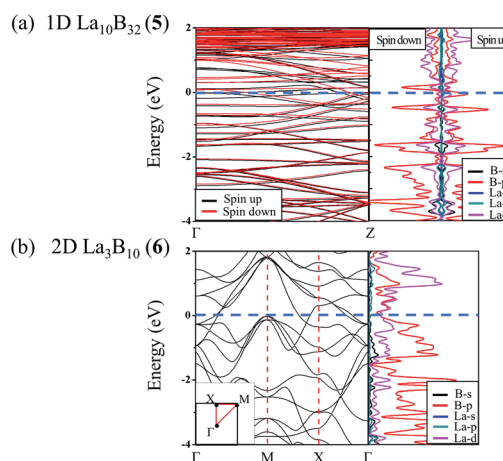 (a) 1D La₁₀B₃₂ (5)
Spin down
Spin u
Energy (eV)
2
0
-2
-4
Spin up
Spin down
B-
B-p
La-
La-
La-
Γ
Z
(b) 2D La₃B₁₀ (6)
Energy (eV)
2
0
-2
-4
X
M
Γ
B-s
B-p
La-s
La-p
La-d
Γ
M
X
Γ